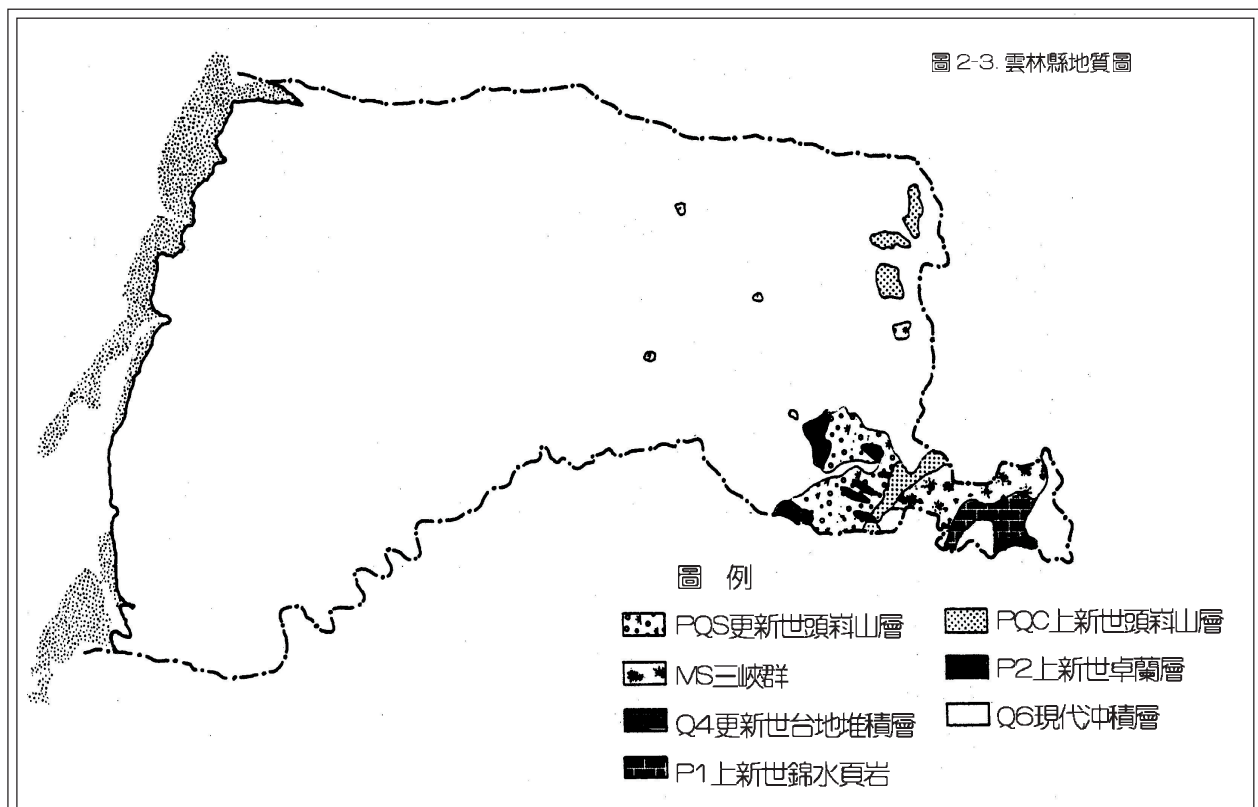 圖2-3. 雲林縣地質圖
圖 例
PQS更新世頭嵙山層
MS三峽群
Q4更新世台地堆積層
P1上新世錦水頁岩
PQC上新世頭嵙山層
P2上新世卓蘭層
Q6現代沖積層